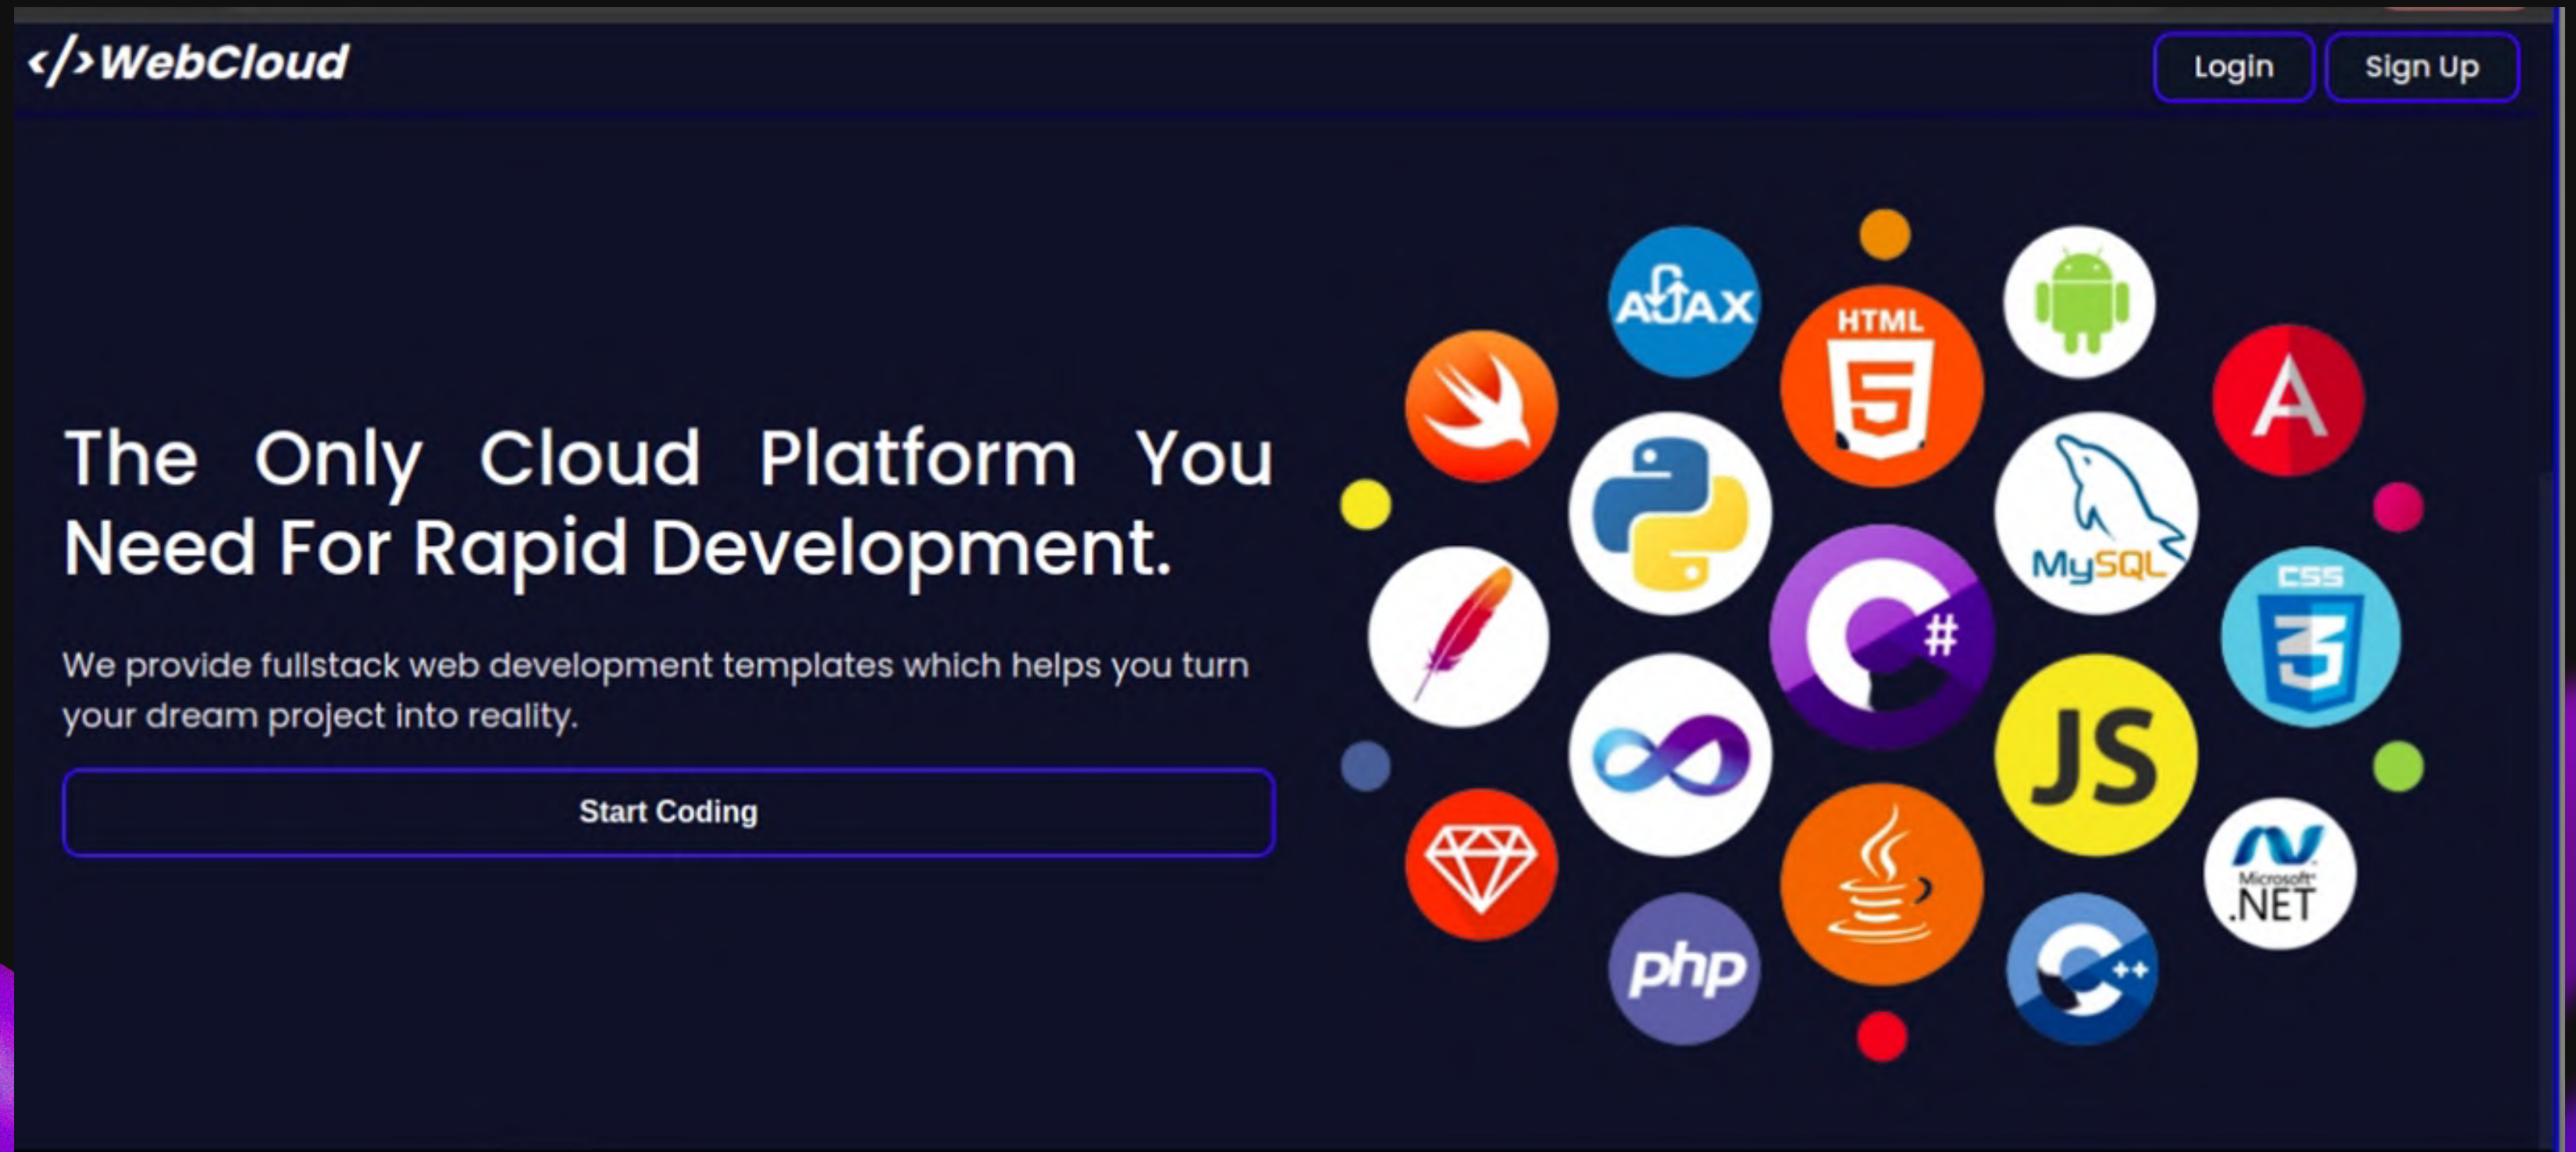 </>WebCloud
Login
Sign Up
The Only Cloud Platform You
Need For Rapid Development.
We provide fullstack web development templates which helps you turn
your dream project into reality.
Start Coding
AJAX
HTML
5
A
MySQL
CSS
3
C#
JS
Microsoft
.NET
php
C++